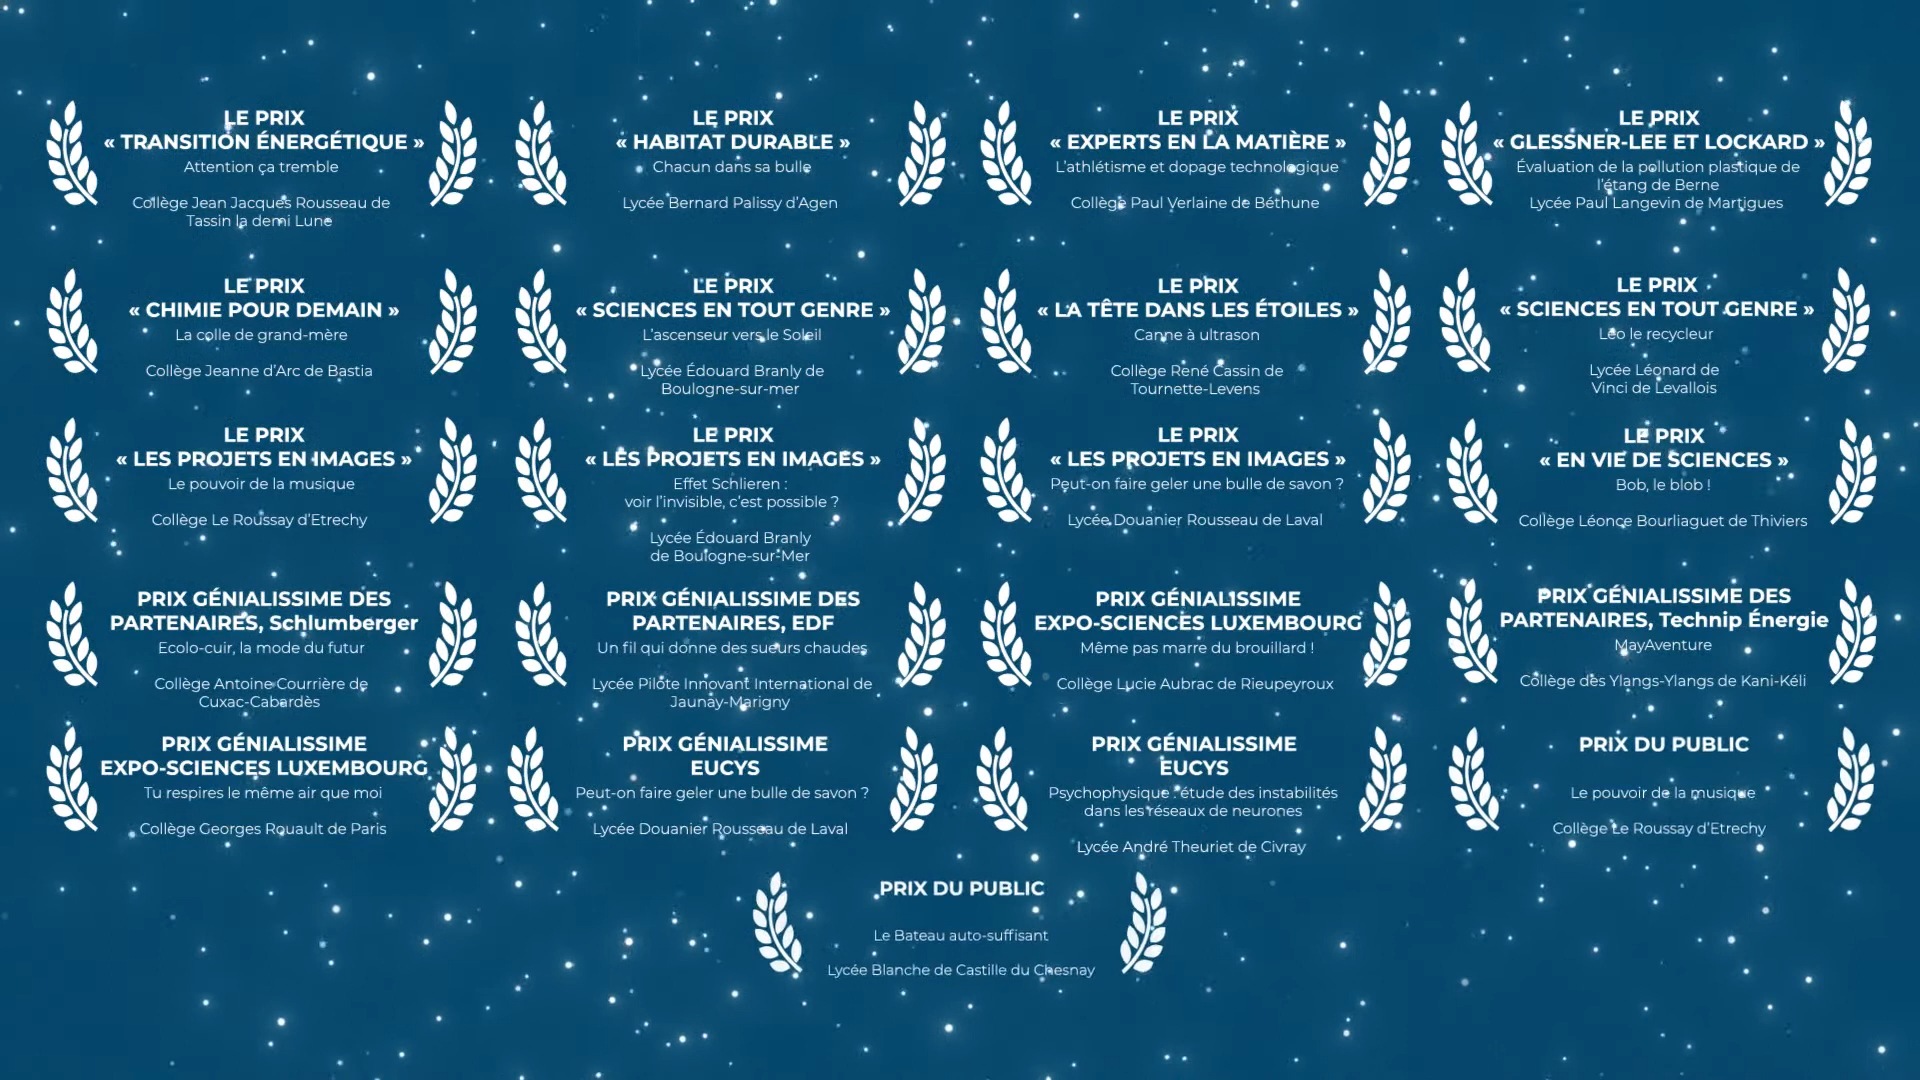 LE PRIX
« TRANSITION ÉNERGÉTIQUE »
Attention ça tremble
Collège Jean Jacques Rousseau de
Tassin la demi Lune
LE PRIX
« HABITAT DURABLE »
Chacun dans sa bulle
Lycée Bernard Palissy d'Agen
LE PRIX
« EXPERTS EN LA MATIÈRE »
L'athlétisme et dopage technologique
Collège Paul Verlaine de Béthune
LE PRIX
« GLESSNER-LEE ET LOCKARD »
Évaluation de la pollution plastique de
l'étang de Berne
Lycée Paul Langevin de Martigues
LE PRIX
« CHIMIE POUR DEMAIN »
La colle de grand-mère
Collège Jeanne d'Arc de Bastia
LE PRIX
« SCIENCES EN TOUT GENRE »
L'ascenseur vers le Soleil
Lycée Édouard Branly de
Boulogne-sur-mer
LE PRIX
« LA TÊTE DANS LES ÉTOILES »
Canne à ultrason
Collège René Cassin de
Tournette-Levens
LE PRIX
« SCIENCES EN TOUT GENRE »
Léo le recycleur
Lycée Léonard de
Vinci de Levallois
LE PRIX
« LES PROJETS EN IMAGES »
Le pouvoir de la musique
Collège Le Roussay d'Etrechy
LE PRIX
« LES PROJETS EN IMAGES »
Effet Schlieren :
voir l'invisible, c'est possible ?
Lycée Édouard Branly
de Boulogne-sur-Mer
LE PRIX
« LES PROJETS EN IMAGES »
Peut-on faire geler une bulle de savon ?
Lycée Douanier Rousseau de Laval
LE PRIX
« EN VIE DE SCIENCES »
Bob, le blob !
Collège Léonce Bourliaguet de Thiviers
PRIX GÉNIALISSIME DES
PARTENAIRES, Schlumberger
Ecolo-cuir, la mode du futur
Collège Antoine Courrière de
Cuxac-Cabardès
PRIX GÉNIALISSIME DES
PARTENAIRES, EDF
Un fil qui donne des sueurs chaudes
Lycée Pilote Innovant International de
Jaunay-Marigny
PRIX GÉNIALISSIME
EXPO-SCIENCES LUXEMBOURG
Même pas marre du brouillard !
Collège Lucie Aubrac de Rieupeyroux
PRIX GÉNIALISSIME DES
PARTENAIRES, Technip Énergie
MayAventure
Collège des Ylangs-Ylangs de Kani-Kéli
PRIX GÉNIALISSIME
EXPO-SCIENCES LUXEMBOURG
Tu respires le même air que moi
Collège Georges Rouault de Paris
PRIX GÉNIALISSIME
EUCYS
Peut-on faire geler une bulle de savon ?
Lycée Douanier Rousseau de Laval
PRIX GÉNIALISSIME
EUCYS
Psychophysique : étude des instabilités
dans les réseaux de neurones
Lycée André Theuriet de Civray
PRIX DU PUBLIC
Le pouvoir de la musique
Collège Le Roussay d'Etrechy
PRIX DU PUBLIC
Le Bateau auto-suffisant
Lycée Blanche de Castille du Chesnay